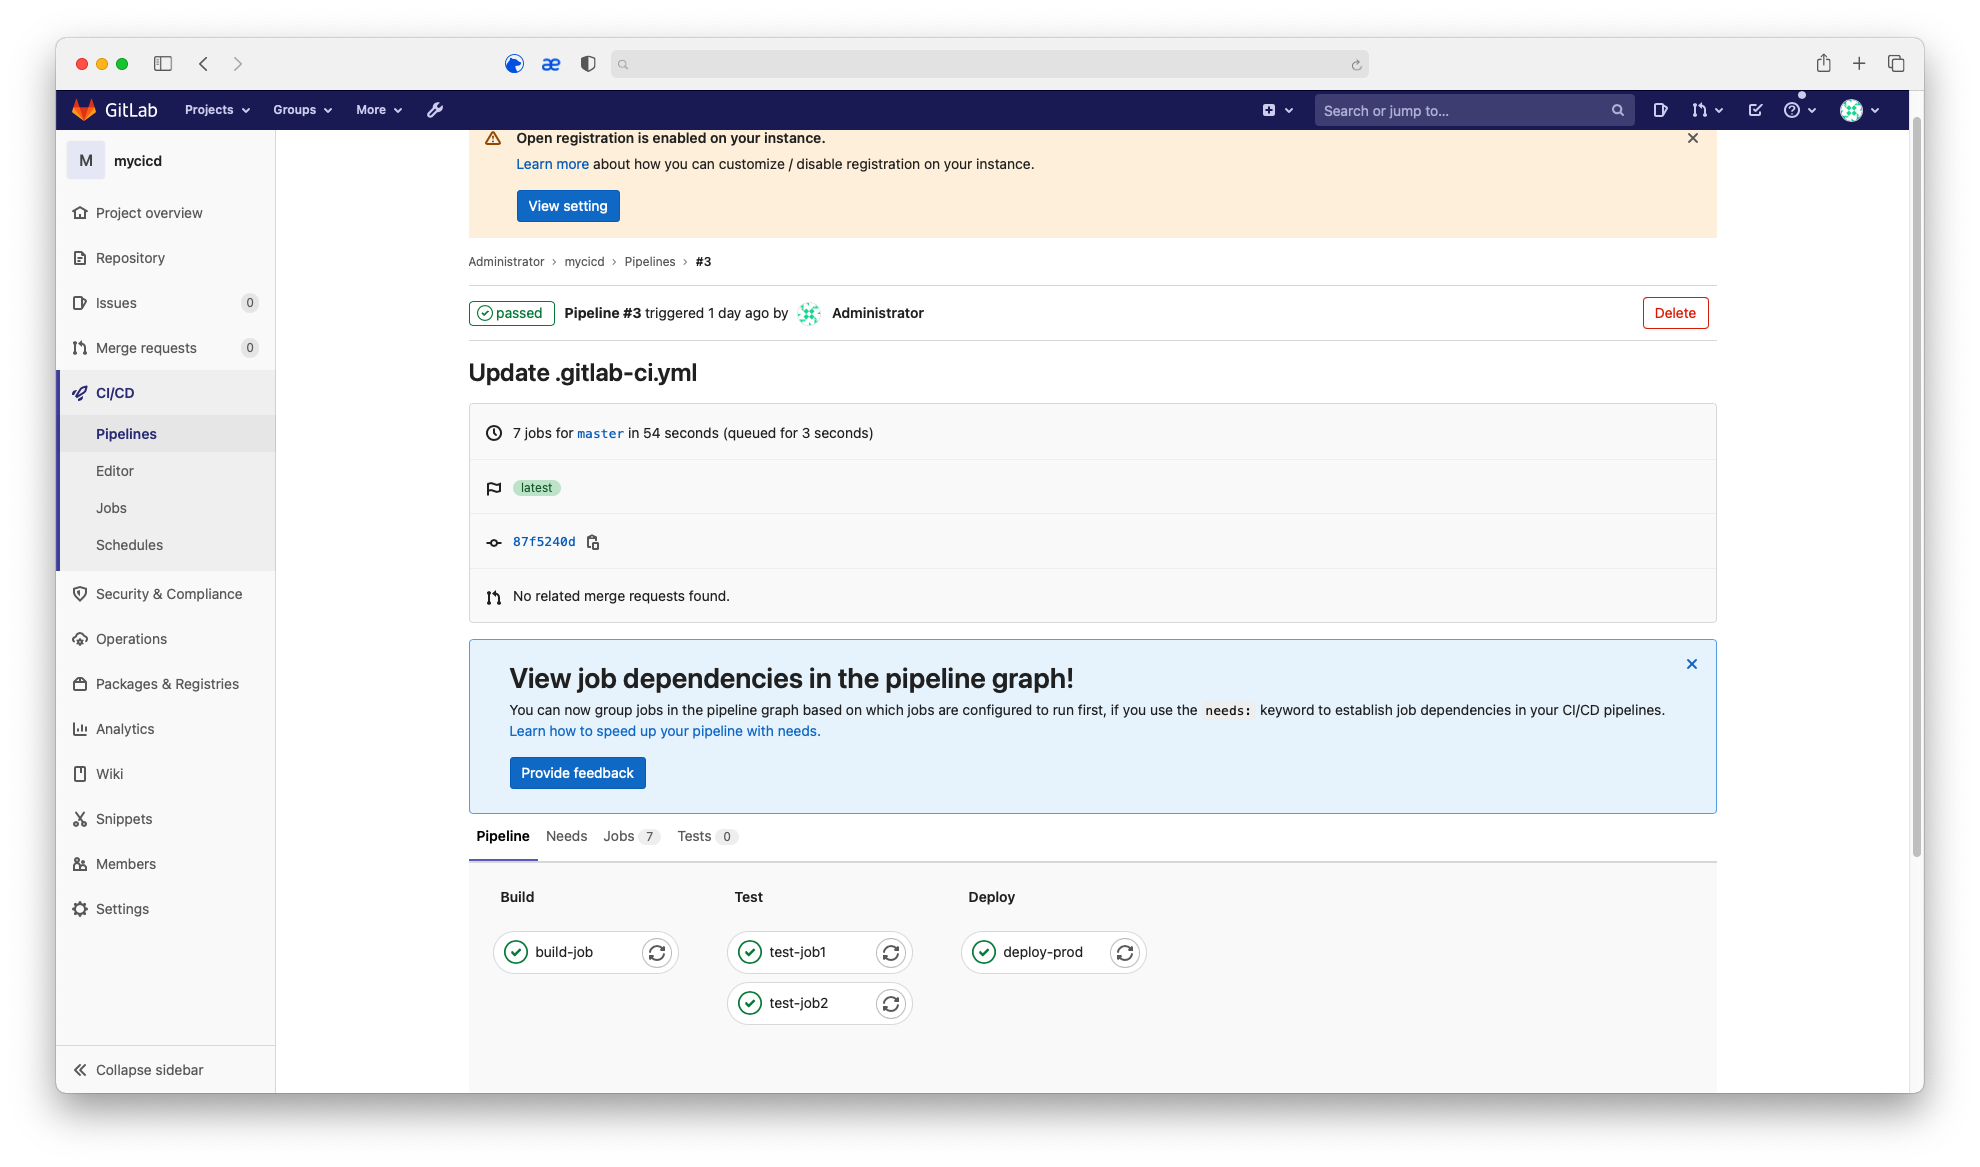 GitLab Projects Groups More Search or jump to...
M mycicd
Project overview
Repository
Issues 0
Merge requests 0
CI/CD
Pipelines
Editor
Jobs
Schedules
Security & Compliance
Operations
Packages & Registries
Analytics
Wiki
Snippets
Members
Settings
Collapse sidebar
Open registration is enabled on your instance.
Learn more about how you can customize / disable registration on your instance.
View setting
Administrator › mycicd › Pipelines › #3
passed Pipeline #3 triggered 1 day ago by Administrator Delete
Update .gitlab-ci.yml
7 jobs for master in 54 seconds (queued for 3 seconds)
latest
87f5240d
No related merge requests found.
View job dependencies in the pipeline graph!
You can now group jobs in the pipeline graph based on which jobs are configured to run first, if you use the needs: keyword to establish job dependencies in your CI/CD pipelines.
Learn how to speed up your pipeline with needs.
Provide feedback
Pipeline Needs Jobs 7 Tests 0
Build Test Deploy
build-job test-job1 deploy-prod
test-job2